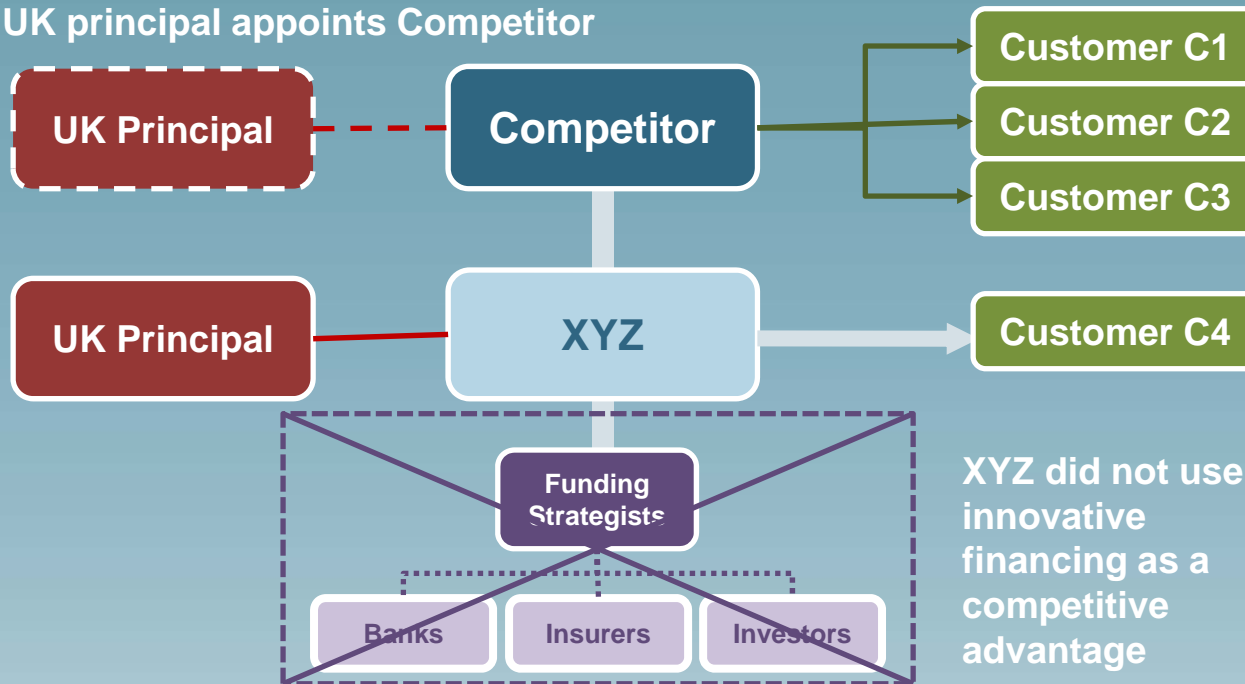 UK principal appoints Competitor
UK Principal
Competitor
Customer C1
Customer C2
Customer C3
UK Principal
XYZ
Customer C4
Funding
Strategists
Banks
Insurers
Investors
XYZ did not use
innovative
financing as a
competitive
advantage